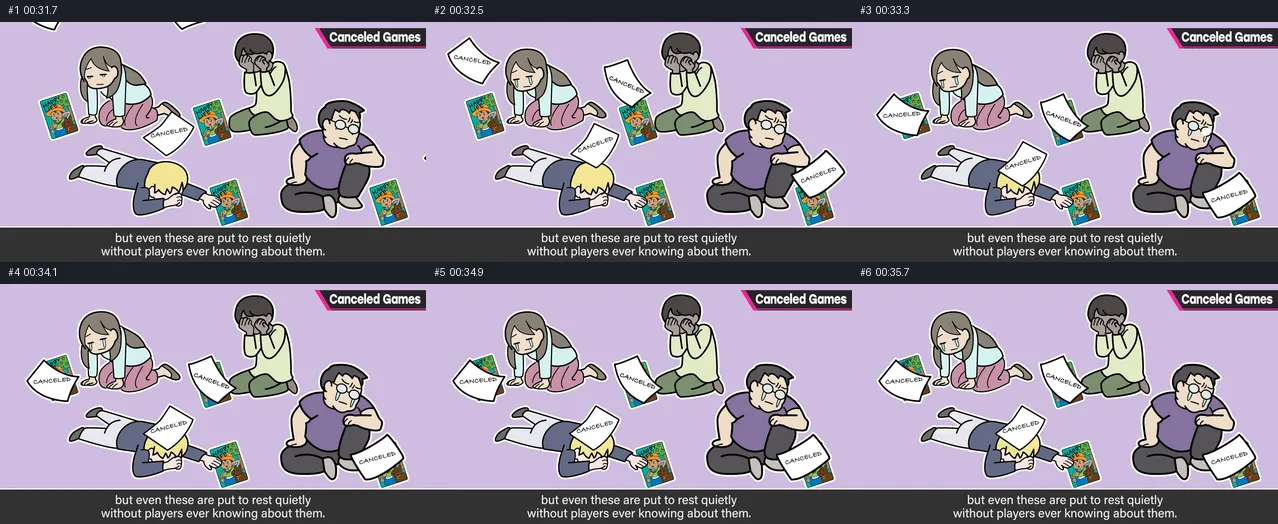 #1 00:31.7
Canceled Games
CANCELED
but even these are put to rest quietly
without players ever knowing about them.
#2 00:32.5
Canceled Games
CANCELED
CANCELED
CANCELED
CANCELED
but even these are put to rest quietly
without players ever knowing about them.
#3 00:33.3
Canceled Games
CANCELED
CANCELED
CANCELED
CANCELED
but even these are put to rest quietly
without players ever knowing about them.
#4 00:34.1
Canceled Games
CANCELED
CANCELED
CANCELED
CANCELED
but even these are put to rest quietly
without players ever knowing about them.
#5 00:34.9
Canceled Games
CANCELED
CANCELED
CANCELED
CANCELED
but even these are put to rest quietly
without players ever knowing about them.
#6 00:35.7
Canceled Games
CANCELED
CANCELED
CANCELED
CANCELED
but even these are put to rest quietly
without players ever knowing about them.